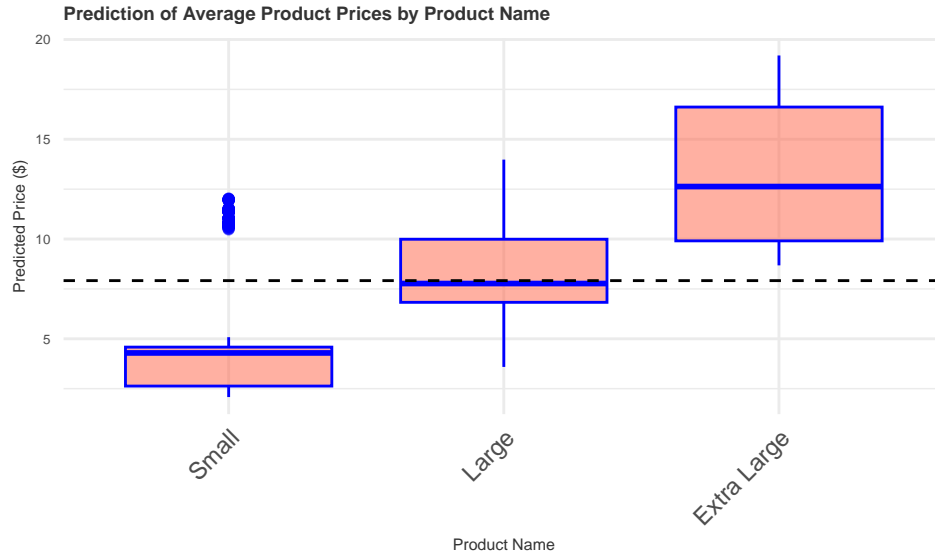 Prediction of Average Product Prices by Product Name
Predicted Price ($)
20
15
10
5
Small
Large
Extra Large
Product Name